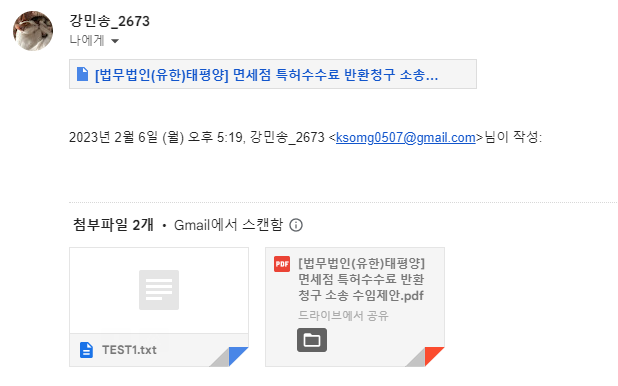 강민송_2673
나에게
[법무법인(유한)태평양] 면세점 특허수수료 반환청구 소송...
2023년 2월 6일 (월) 오후 5:19, 강민송_2673 <ksomg0507@gmail.com>님이 작성:
첨부파일 2개 • Gmail에서 스캔함
TEST1.txt
PDF
[법무법인(유한)태평양]
면세점 특허수수료 반환
청구 소송 수임제안.pdf
드라이브에서 공유